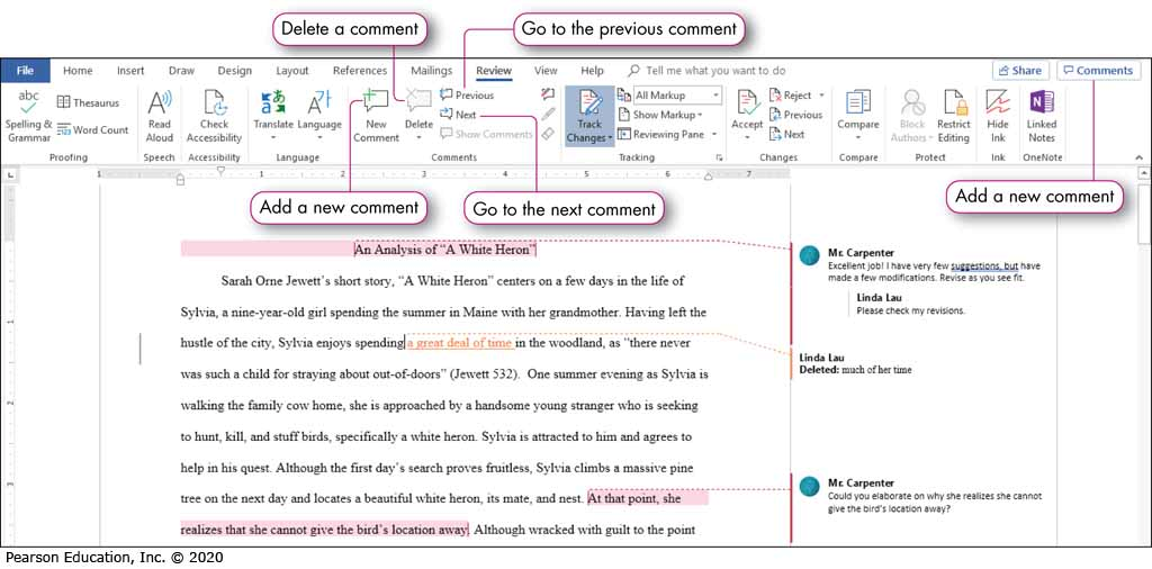 Delete a comment
Go to the previous comment
File Home Insert Draw Design Layout References Mailings Review View Help Tell me what you want to do Share Comments
abc Thesaurus Previous All Markup Reject
Spelling & Grammar Word Count Read Aloud Check Accessibility Translate Language New Comment Delete Next Track Changes Show Markup Accept Previous Compare Block Authors Restrict Editing Hide Ink Linked Notes
Show Comments Reviewing Pane Next
Proofing Speech Accessibility Language Comments Tracking Changes Compare Protect Ink OneNote
1 1 2 3 4 5 6 7
Add a new comment
Go to the next comment
Add a new comment
An Analysis of “A White Heron”
Sarah Orne Jewett’s short story, “A White Heron” centers on a few days in the life of
Sylvia, a nine-year-old girl spending the summer in Maine with her grandmother. Having left the
hustle of the city, Sylvia enjoys spending a great deal of time in the woodland, as “there never
was such a child for straying about out-of-doors” (Jewett 532). One summer evening as Sylvia is
walking the family cow home, she is approached by a handsome young stranger who is seeking
to hunt, kill, and stuff birds, specifically a white heron. Sylvia is attracted to him and agrees to
help in his quest. Although the first day’s search proves fruitless, Sylvia climbs a massive pine
tree on the next day and locates a beautiful white heron, its mate, and nest. At that point, she
realizes that she cannot give the bird’s location away. Although wracked with guilt to the point
1
2
3
Mr. Carpenter
Excellent job! I have very few suggestions, but have
made a few modifications. Revise as you see fit.
Linda Lau
Please check my revisions.
Linda Lau
Deleted: much of her time
Mr. Carpenter
Could you elaborate on why she realizes she cannot
give the bird’s location away?
Pearson Education, Inc. © 2020